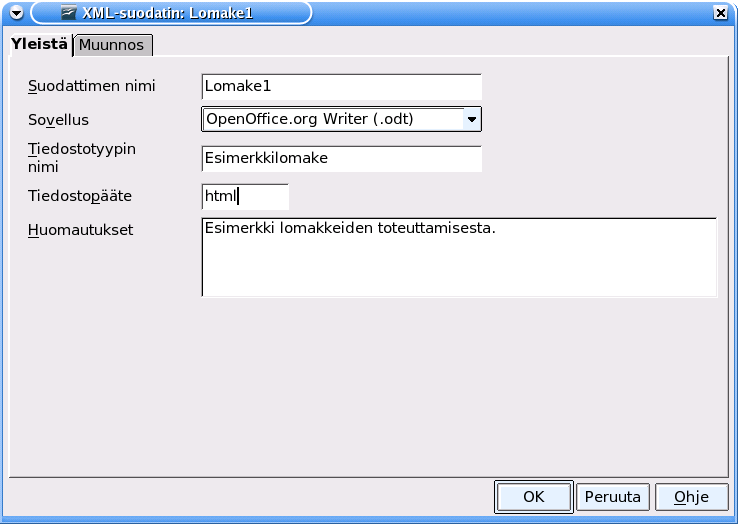 XML-suodatin: Lomake1
Yleistä Muunnos
Suodattimen nimi Lomake1
Sovellus OpenOffice.org Writer (.odt)
Tiedostotyypin
nimi Esimerkkilomake
Tiedostopääte html
Huomautukset Esimerkki lomakkeiden toteuttamisesta.
OK Peruuta Ohje